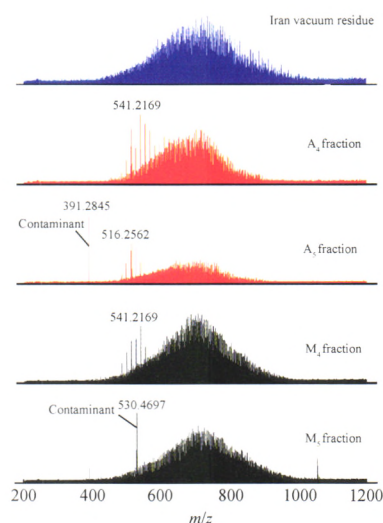 Iran vacuum residue
541.2169
A4 fraction
391.2845
Contaminant
516.2562
A5 fraction
541.2169
M4 fraction
Contaminant 530.4697
M5 fraction
200 400 600 800 1000 1200
m/z